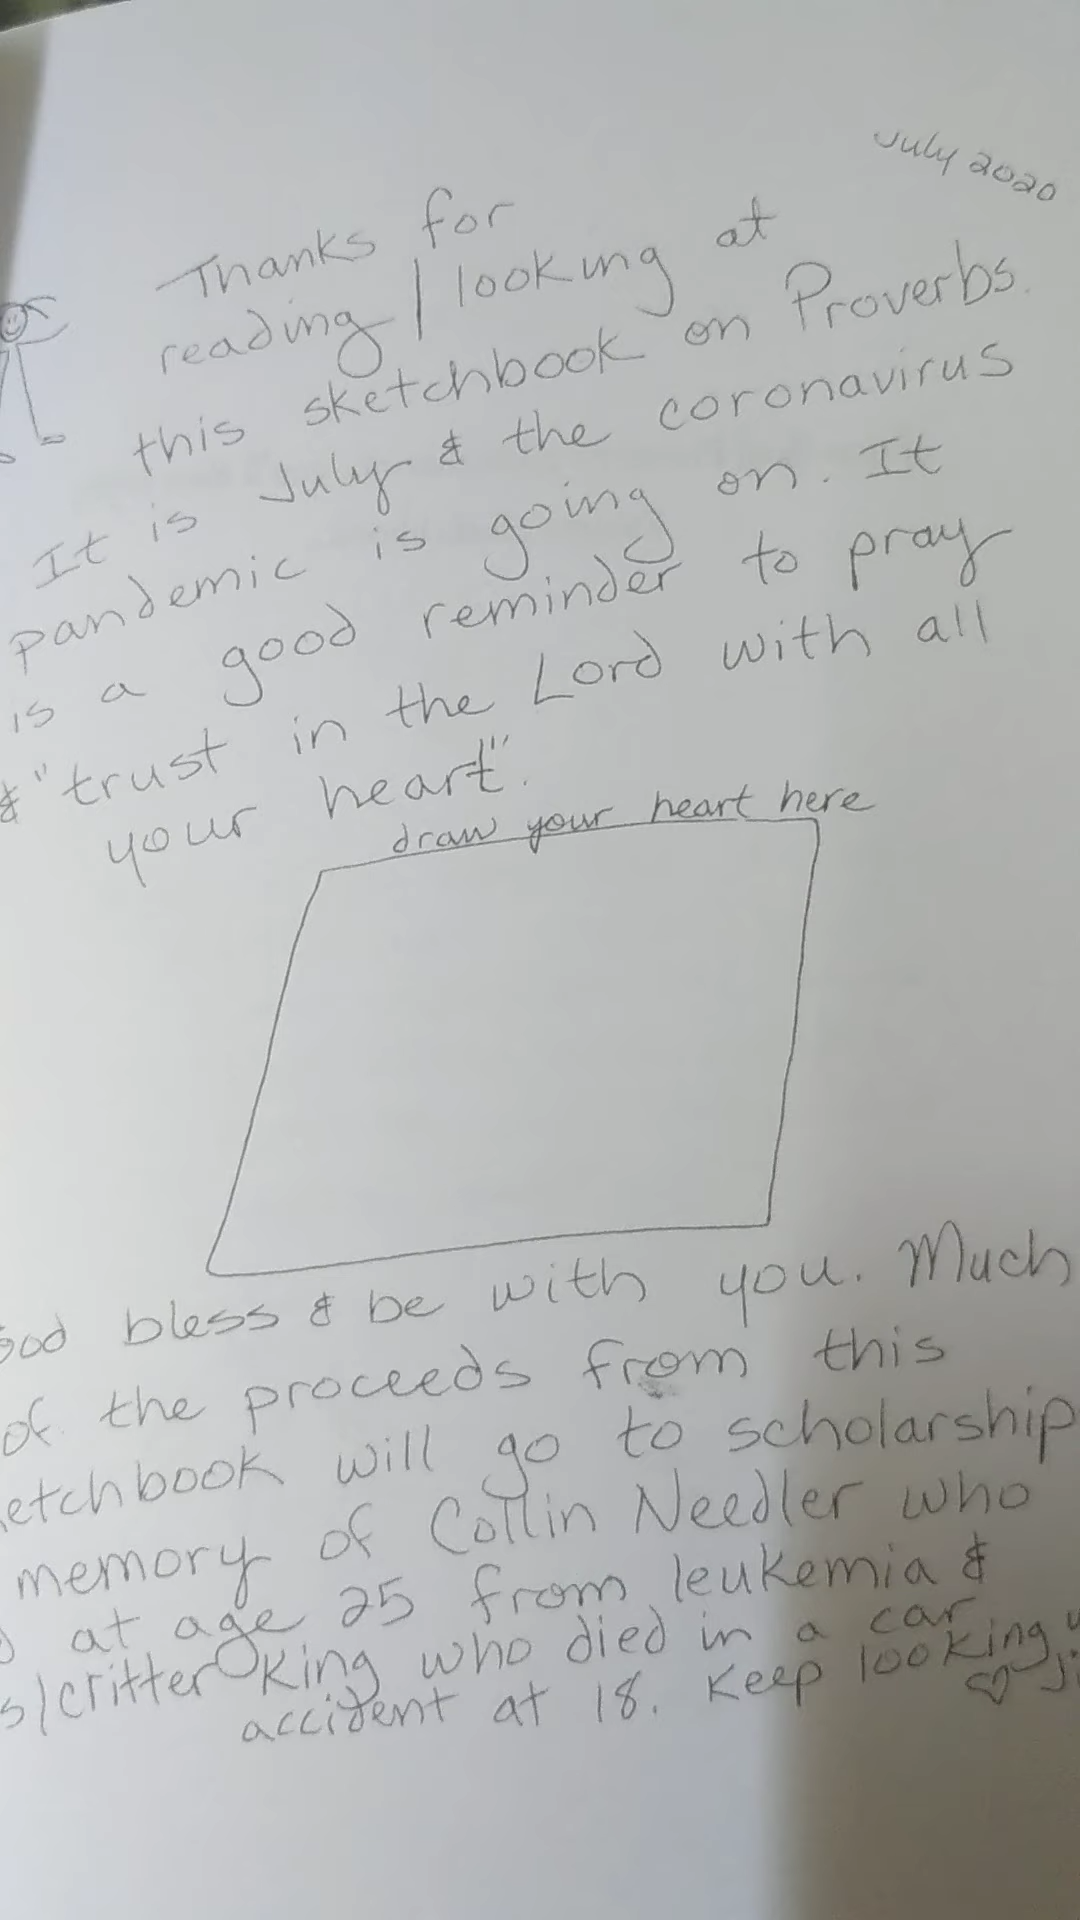 July 2020
Thanks for
reading / looking at
this sketchbook on Proverbs.
It is July & the coronavirus
pandemic is going on. It
is a good reminder to pray
& "trust in the Lord with all
your heart".
draw your heart here
God bless & be with you. Much
of the proceeds from this
etchbook will go to scholarship
memory of Collin Needler who
at age 25 from leukemia &
s/critter King who died in a car
accident at 18. Keep looking